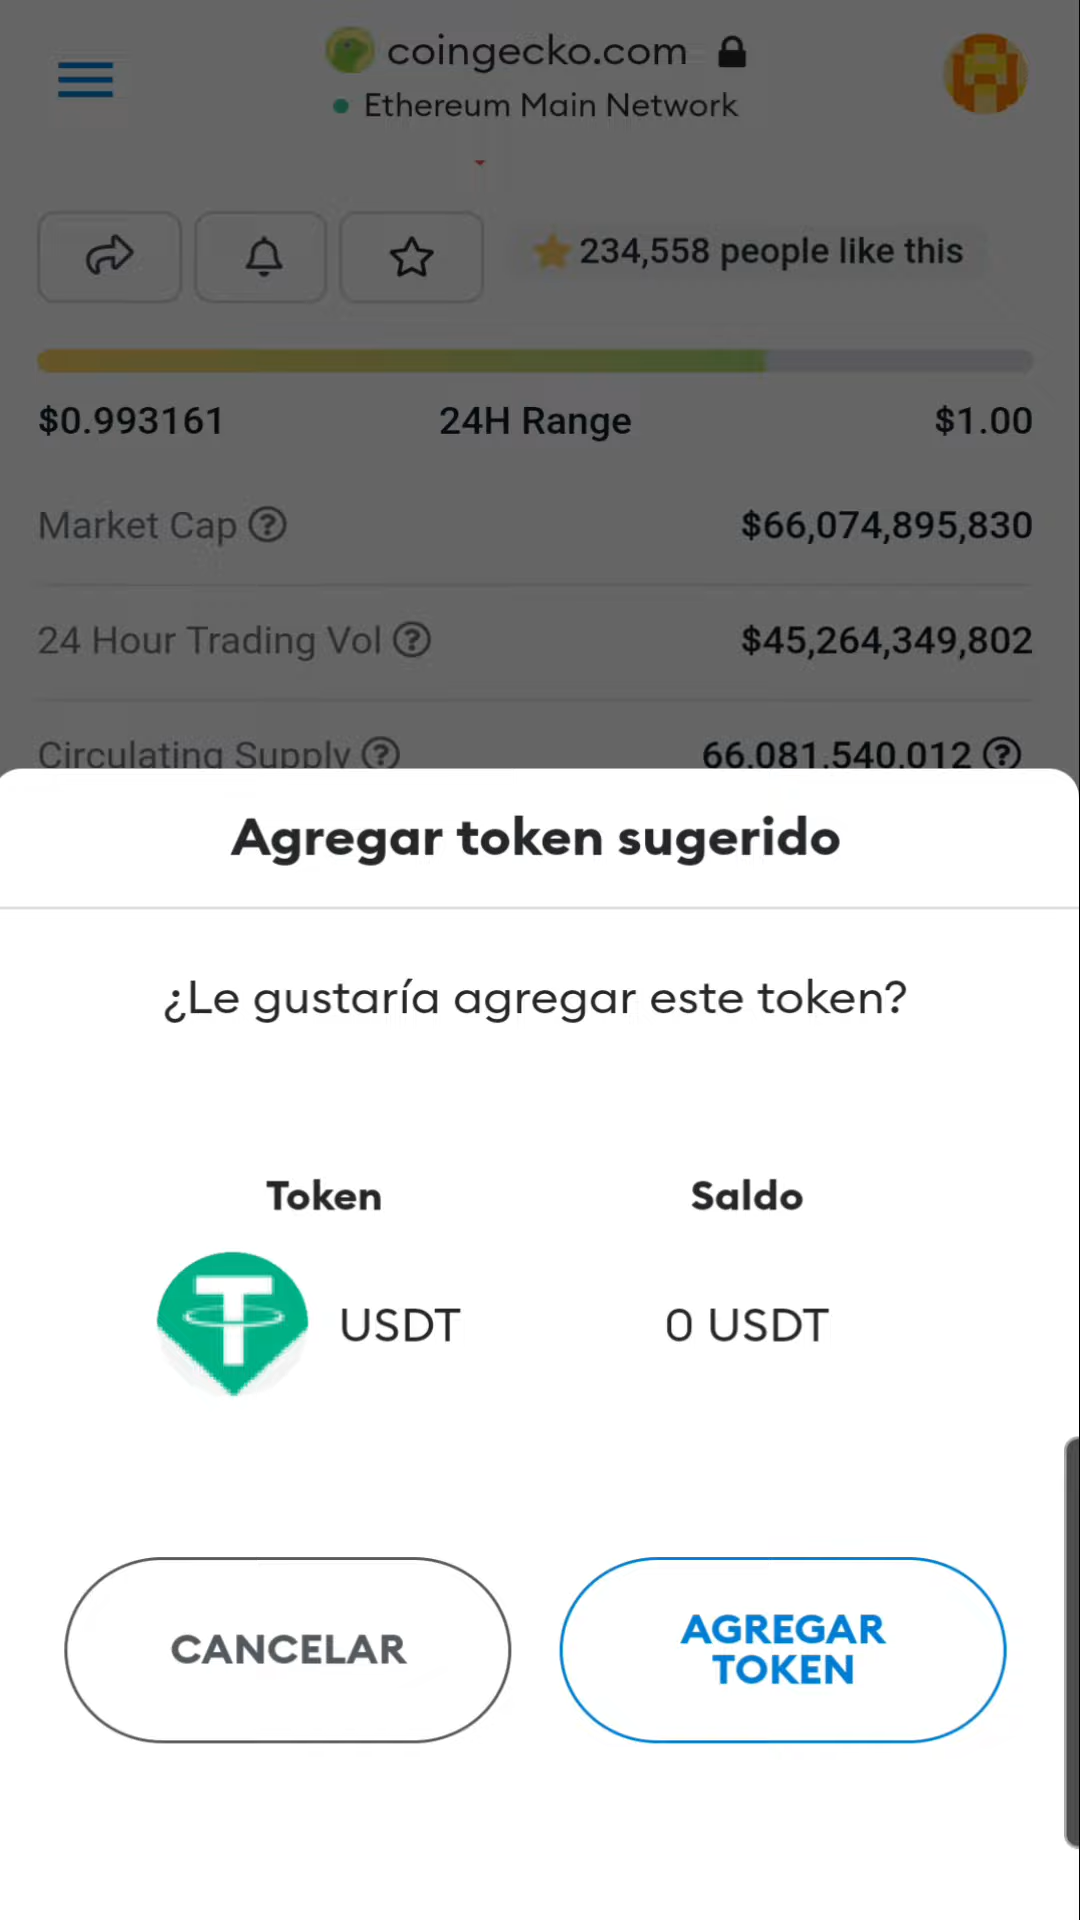 coingecko.com
Ethereum Main Network
234,558 people like this
$0.993161 24H Range $1.00
Market Cap ? $66,074,895,830
24 Hour Trading Vol ? $45,264,349,802
Circulating Supply ? 66,081,540,012 ?
Agregar token sugerido
¿Le gustaría agregar este token?
Token Saldo
USDT 0 USDT
CANCELAR
AGREGAR
TOKEN